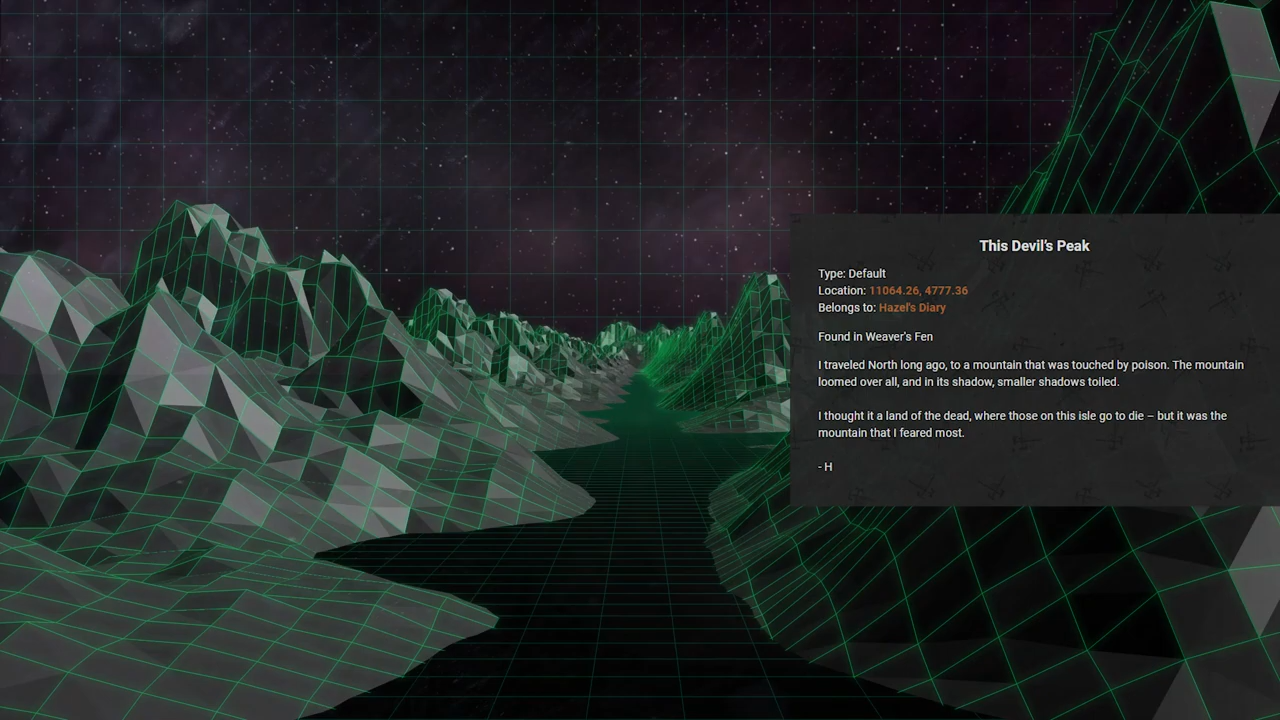 This Devil's Peak
Type: Default
Location: 11064.26, 4777.36
Belongs to: Hazel's Diary
Found in Weaver's Fen
I traveled North long ago, to a mountain that was touched by poison. The mountain
loomed over all, and in its shadow, smaller shadows toiled.
I thought it a land of the dead, where those on this isle go to die – but it was the
mountain that I feared most.
- H